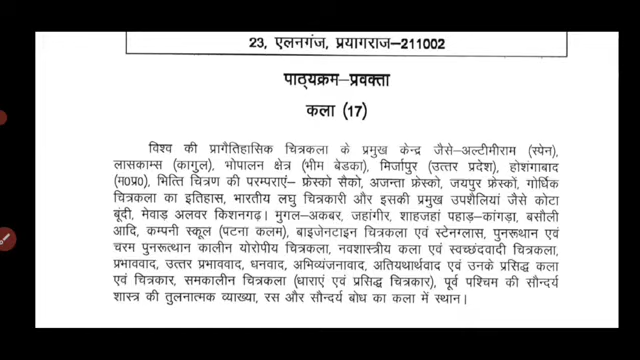 23, एलनगंज, प्रयागराज-211002
पाठ्यक्रम-प्रवक्ता
कला (17)
विश्व की प्रागैतिहासिक चित्रकला के प्रमुख केन्द्र जैसे-अल्टीमीराम (स्पेन),
लासकाम्स (कागुल), भोपालन क्षेत्र (भीम बेडका), मिर्जापुर (उत्तर प्रदेश), होशंगाबाद
(म0प्र0), भित्ति चित्रण की परम्पराएं- फ्रेस्को सैको, अजन्ता फ्रेस्को, जयपुर फ्रेस्कों, गोर्थिक
चित्रकला का इतिहास, भारतीय लघु चित्रकारी और इसकी प्रमुख उपशैलियां जैसे कोटा
बूंदी, मेवाड़ अलवर किशनगढ़। मुगल-अकबर, जहांगीर, शाहजहां पहाड़-कांगड़ा, बसौली
आदि, कम्पनी स्कूल (पटना कलम), बाइजेनटाइन चित्रकला एवं स्टेनग्लास, पुनरूथान एवं
चरम पुनरूत्थान कालीन योरोपीय चित्रकला, नवशास्त्रीय कला एवं स्वच्छंदवादी चित्रकला,
प्रभाववाद, उत्तर प्रभाववाद, धनवाद, अभिव्यंजनावाद, अतियथार्थवाद एवं उनके प्रसिद्ध कला
एवं चित्रकार, समकालीन चित्रकला (धाराएं एवं प्रसिद्ध चित्रकार), पूर्व पश्चिम की सौन्दर्य
शास्त्र की तुलनात्मक व्याख्या, रस और सौन्दर्य बोध का कला में स्थान।